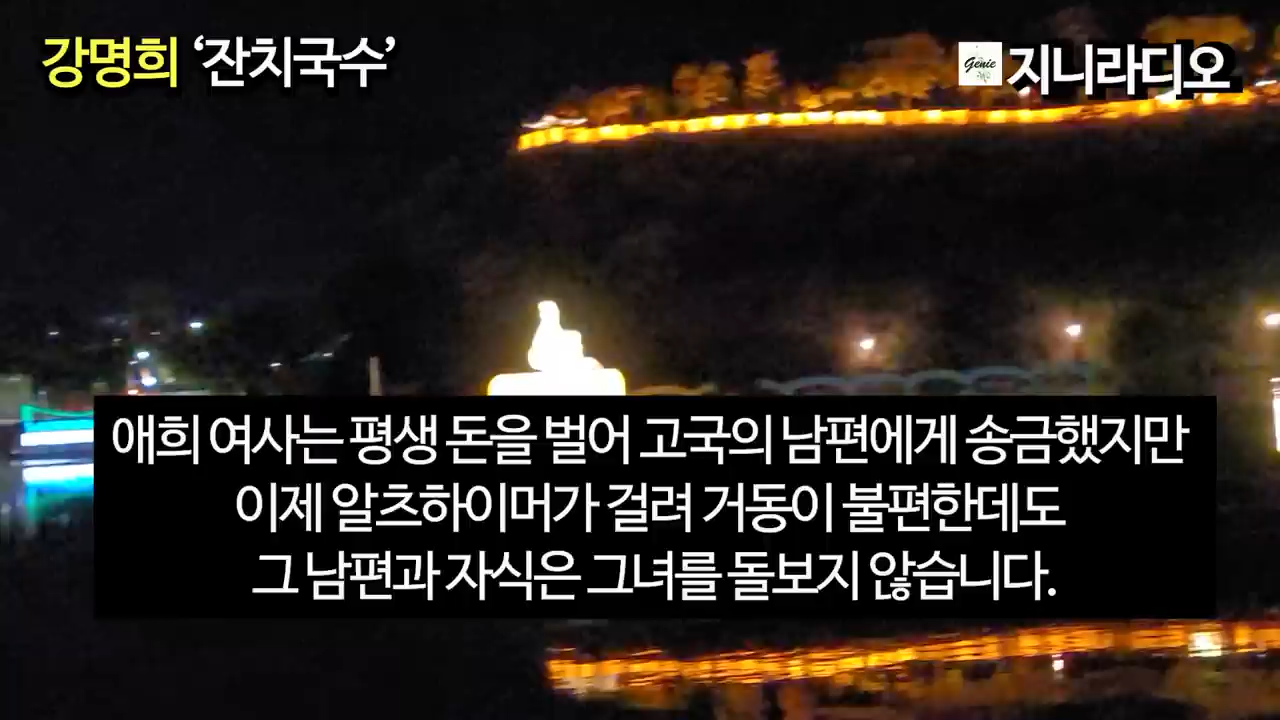 강명희 ‘잔치국수’
Genie
지니라디오
애희 여사는 평생 돈을 벌어 고국의 남편에게 송금했지만
이제 알츠하이머가 걸려 거동이 불편한데도
그 남편과 자식은 그녀를 돌보지 않습니다.